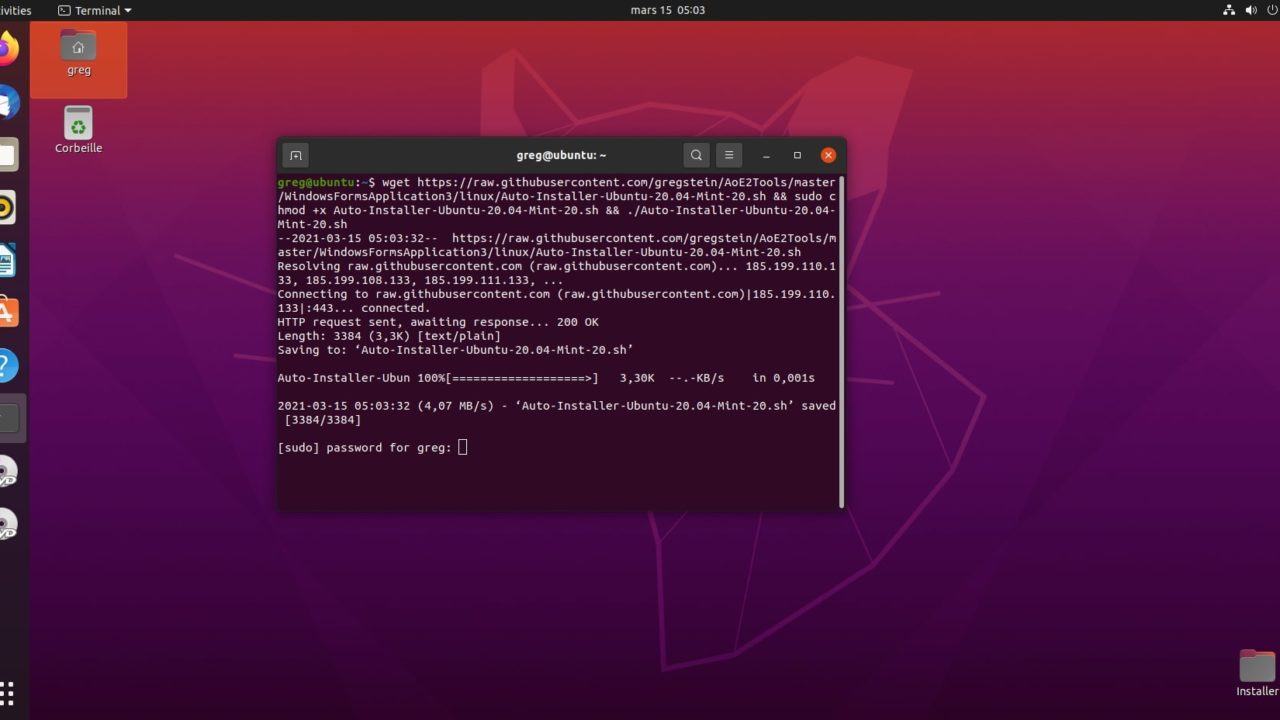 ivities
Terminal
mars 15 05:03
greg
Corbeille
greg@ubuntu: ~
greg@ubuntu:~$ wget https://raw.githubusercontent.com/gregstein/AoE2Tools/master
/WindowsFormsApplication3/linux/Auto-Installer-Ubuntu-20.04-Mint-20.sh && sudo c
hmod +x Auto-Installer-Ubuntu-20.04-Mint-20.sh && ./Auto-Installer-Ubuntu-20.04-
Mint-20.sh
--2021-03-15 05:03:32--  https://raw.githubusercontent.com/gregstein/AoE2Tools/m
aster/WindowsFormsApplication3/linux/Auto-Installer-Ubuntu-20.04-Mint-20.sh
Resolving raw.githubusercontent.com (raw.githubusercontent.com)... 185.199.110.1
33, 185.199.108.133, 185.199.111.133, ...
Connecting to raw.githubusercontent.com (raw.githubusercontent.com)|185.199.110.
133|:443... connected.
HTTP request sent, awaiting response... 200 OK
Length: 3384 (3,3K) [text/plain]
Saving to: ‘Auto-Installer-Ubuntu-20.04-Mint-20.sh’
Auto-Installer-Ubun 100%[===================>]   3,30K  --.-KB/s    in 0,001s
2021-03-15 05:03:32 (4,07 MB/s) - ‘Auto-Installer-Ubuntu-20.04-Mint-20.sh’ saved
[3384/3384]
[sudo] password for greg:
Installer